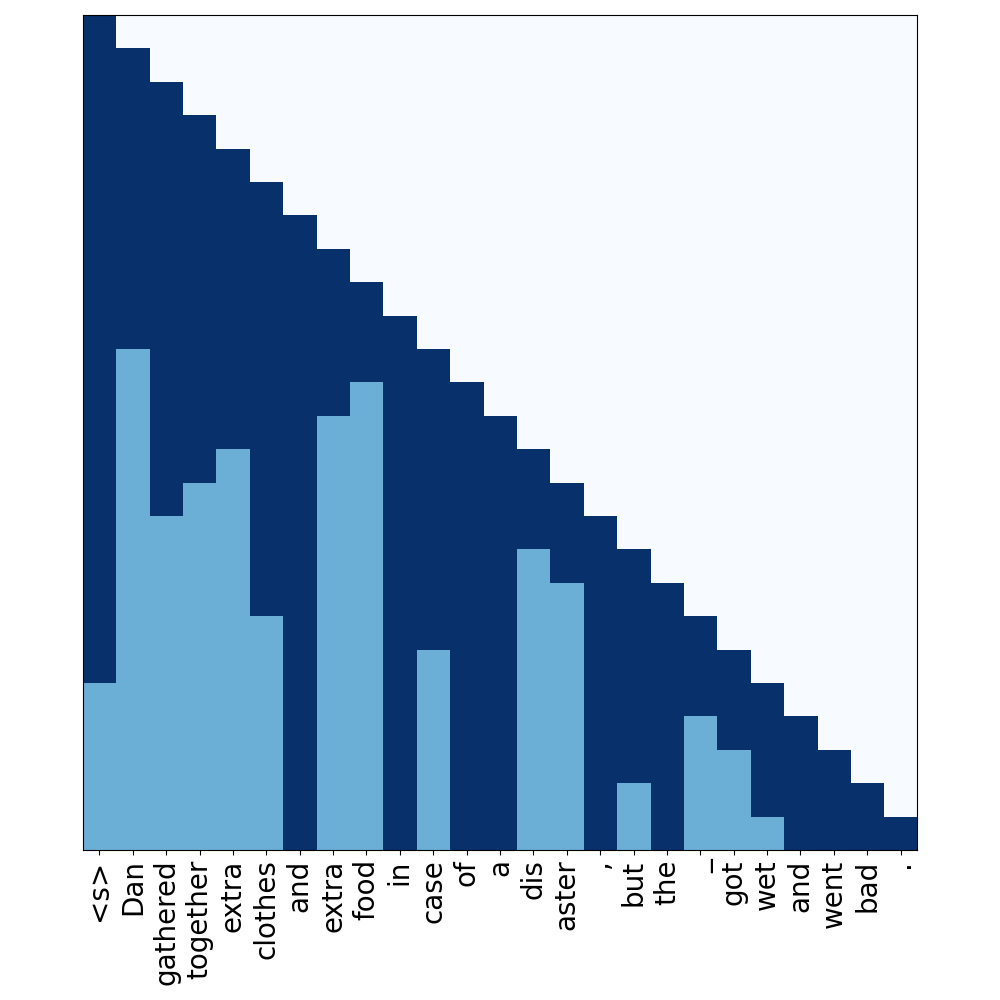 <s>
Dan
gathered
together
extra
clothes
and
extra
food
in
case
of
a
dis
aster
,
but
the
_
got
wet
and
went
bad
.